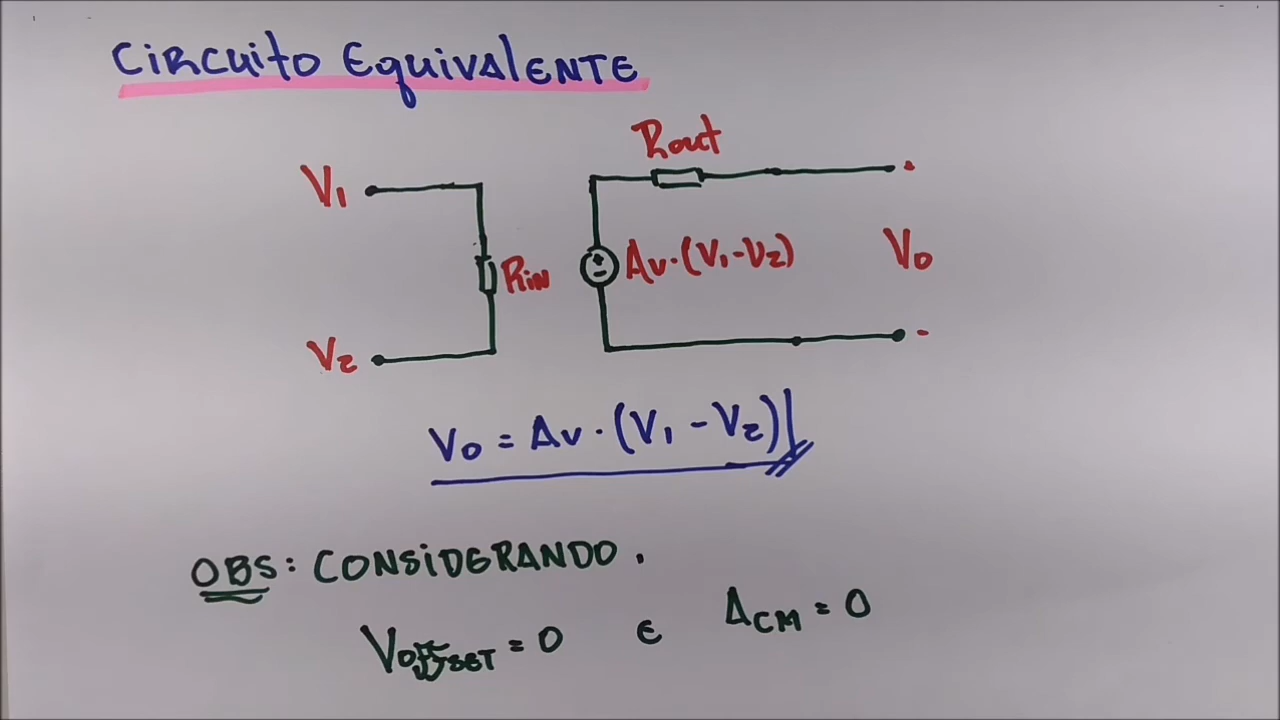 CIRCUITO EQUIVALENTE
Rout
V1
+
Rin
Av.(V1-V2)
Vo
V2
-
Vo = Av.(V1 - V2)
OBS: CONSIDERANDO.
VOFFSET = 0 E ACM = 0